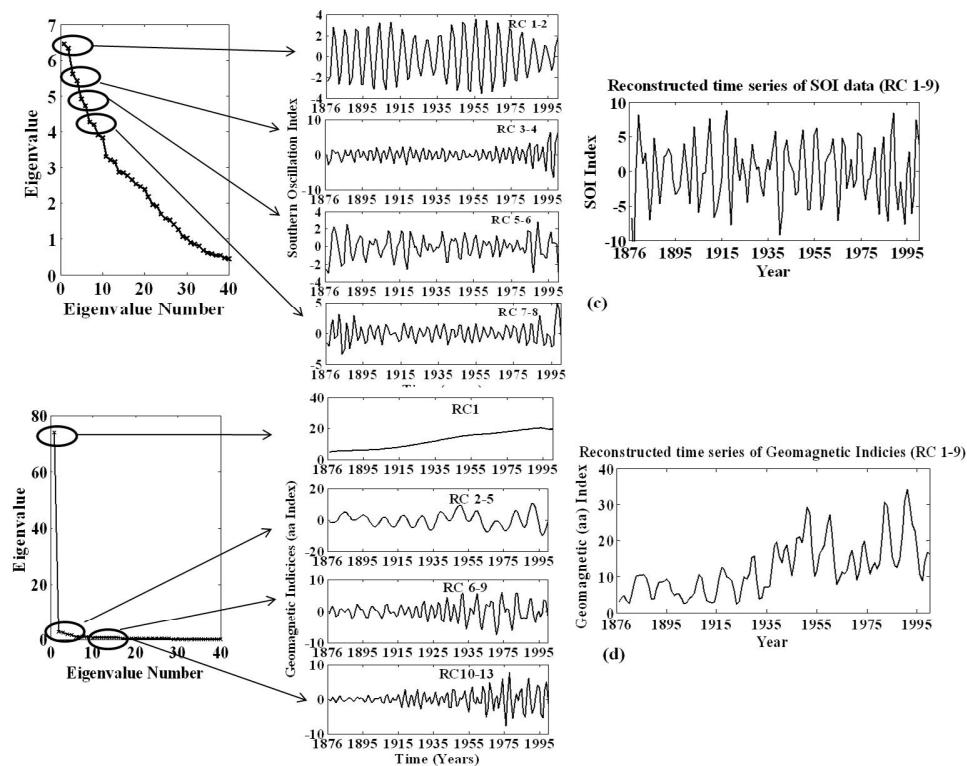 7
6
5
4
3
2
1
0
0 10 20 30 40
Eigenvalue
Eigenvalue Number
Southern Oscillation Index
4
2
0
-2
4
RC 1-2
1876 1895 1915 1935 1955 1975 1995
10
0
-10
RC 3-4
1876 1895 1915 1935 1955 1975 1995
4
2
0
-2
4
RC 5-6
1876 1895 1915 1935 1955 1975 1995
5
0
5
RC 7-8
1876 1895 1915 1935 1955 1975 1995
Reconstructed time series of SOI data (RC 1-9)
10
5
0
-5
-10
SOI Index
1876 1895 1915 1935 1955 1975 1995
Year
(c)
80
60
40
20
0
0 10 20 30 40
Eigenvalue
Eigenvalue Number
Geomagnetic Indicices (aa Index)
40
20
0
RC1
1876 1895 1915 1935 1955 1975 1995
20
0
-20
RC 2-5
1876 1895 1915 1935 1955 1975 1995
10
0
-10
RC 6-9
1876 1895 1915 1935 1955 1975 1995
10
0
-10
RC10-13
1876 1895 1915 1935 1955 1975 1995
Time (Years)
Reconstructed time series of Geomagnetic Indicies (RC 1-9)
40
30
20
10
0
Geomagnetic (aa) Index
1876 1895 1915 1935 1955 1975 1995
Year
(d)